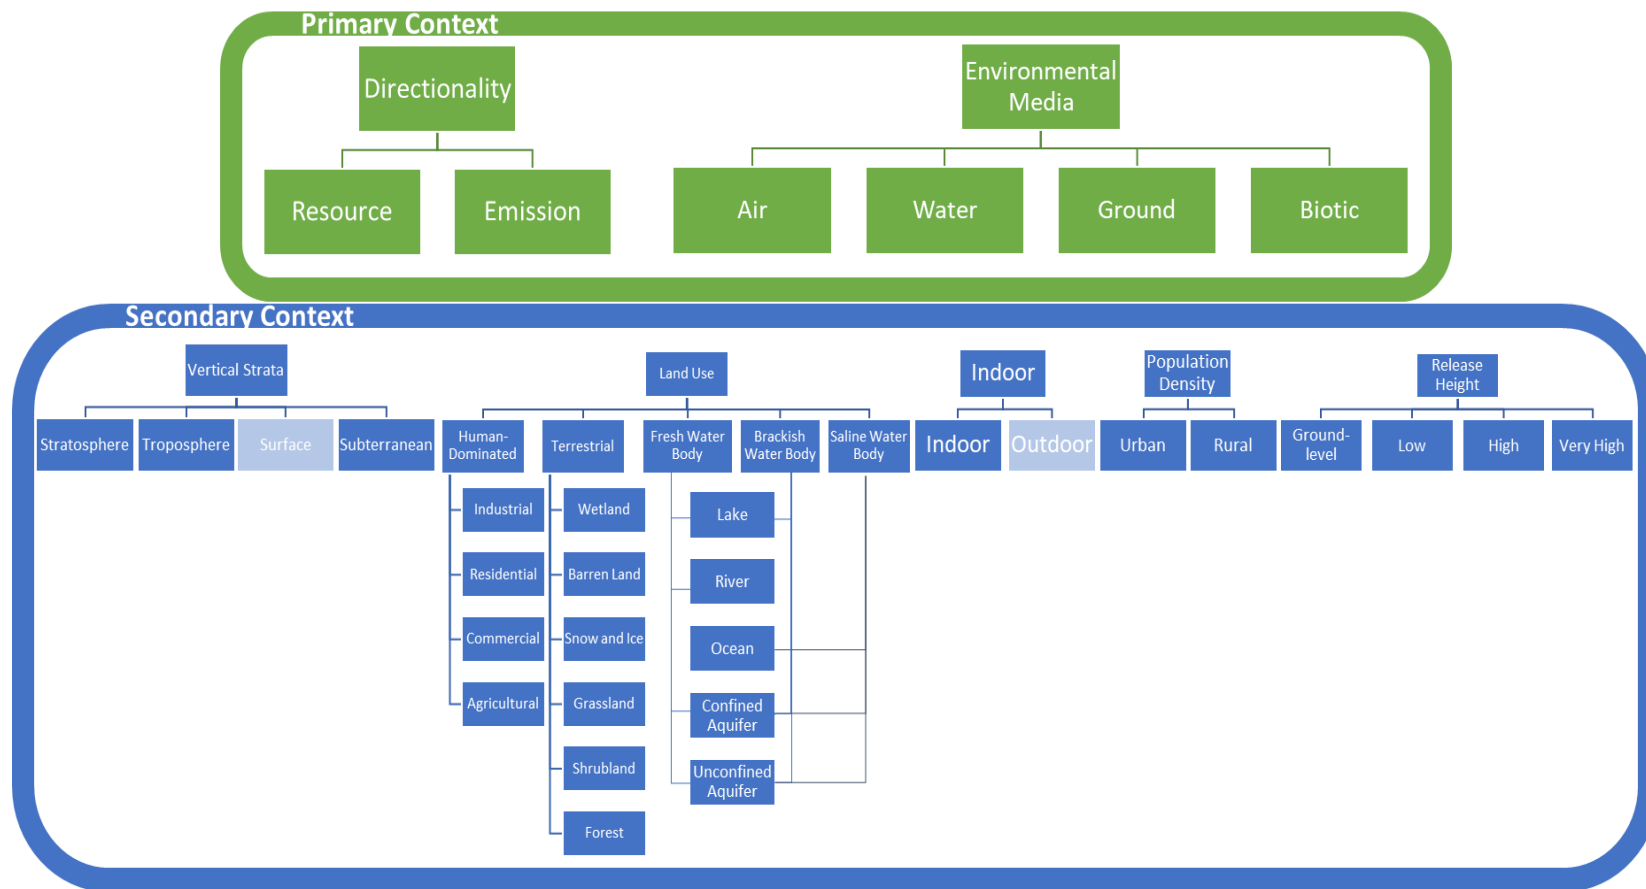 Primary Context
Directionality
Environmental
Media
Resource
Emission
Air
Water
Ground
Biotic
Secondary Context
Vertical Strata
Land Use
Indoor
Population
Density
Release
Height
Stratosphere
Troposphere
Surface
Subterranean
Human-
Dominated
Terrestrial
Fresh Water
Body
Brackish
Water Body
Saline Water
Body
Indoor
Outdoor
Urban
Rural
Ground-
level
Low
High
Very High
Industrial
Residential
Commercial
Agricultural
Wetland
Barren Land
Snow and Ice
Grassland
Shrubland
Forest
Lake
River
Ocean
Confined
Aquifer
Unconfined
Aquifer